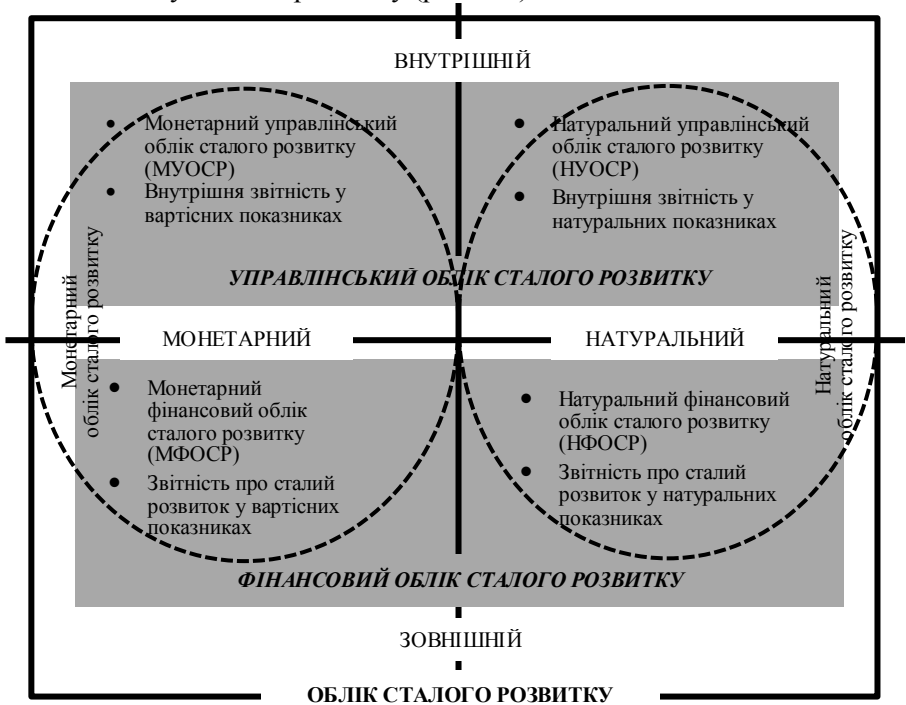 ВНУТРІШНІЙ
• Монетарний управлінський
облік сталого розвитку
(МУОСР)
• Внутрішня звітність у
вартісних показниках
• Натуральний управлінський
облік сталого розвитку
(НУОСР)
• Внутрішня звітність у
натуральних показниках
УПРАВЛІНСЬКИЙ ОБЛІК СТАЛОГО РОЗВИТКУ
Монетарний
облік сталого розвитку
МОНЕТАРНИЙ
НАТУРАЛЬНИЙ
Натуральний
облік сталого розвитку
• Монетарний
фінансовий облік
сталого розвитку
(МФОСР)
• Звітність про сталий
розвиток у вартісних
показниках
• Натуральний фінансовий
облік сталого розвитку
(НФОСР)
• Звітність про сталий
розвиток у натуральних
показниках
ФІНАНСОВИЙ ОБЛІК СТАЛОГО РОЗВИТКУ
ЗОВНІШНІЙ
ОБЛІК СТАЛОГО РОЗВИТКУ